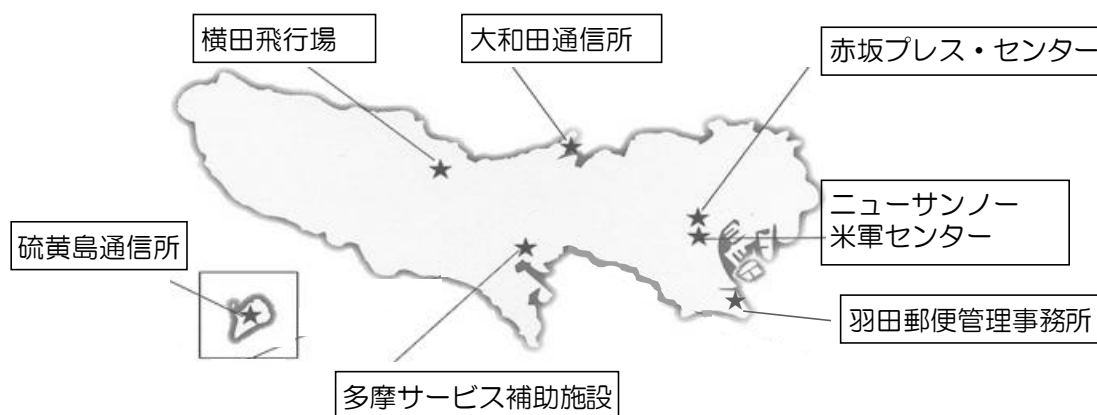 横田飛行場
大和田通信所
赤坂プレス・センター
ニューサンノー
米軍センター
硫黄島通信所
羽田郵便管理事務所
多摩サービス補助施設